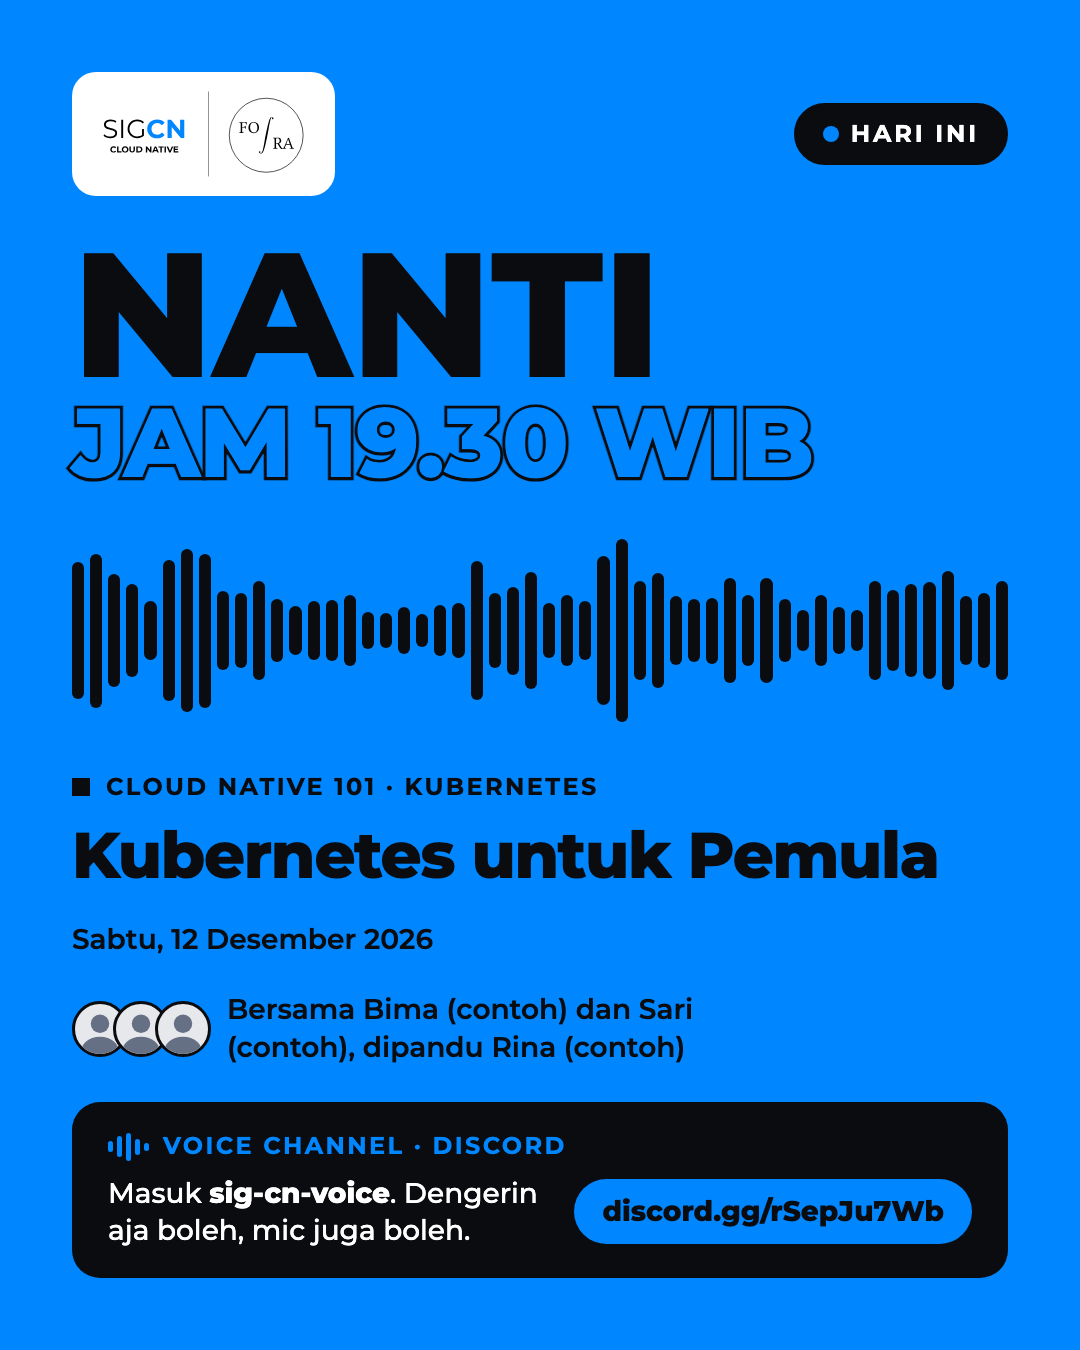 SIGCN
CLOUD NATIVE
FO
RA
HARI INI
NANTI
JAM 19.30 WIB
CLOUD NATIVE 101 · KUBERNETES
Kubernetes untuk Pemula
Sabtu, 12 Desember 2026
Bersama Bima (contoh) dan Sari
(contoh), dipandu Rina (contoh)
VOICE CHANNEL · DISCORD
Masuk sig-cn-voice. Dengerin
aja boleh, mic juga boleh.
discord.gg/rSepJu7Wb